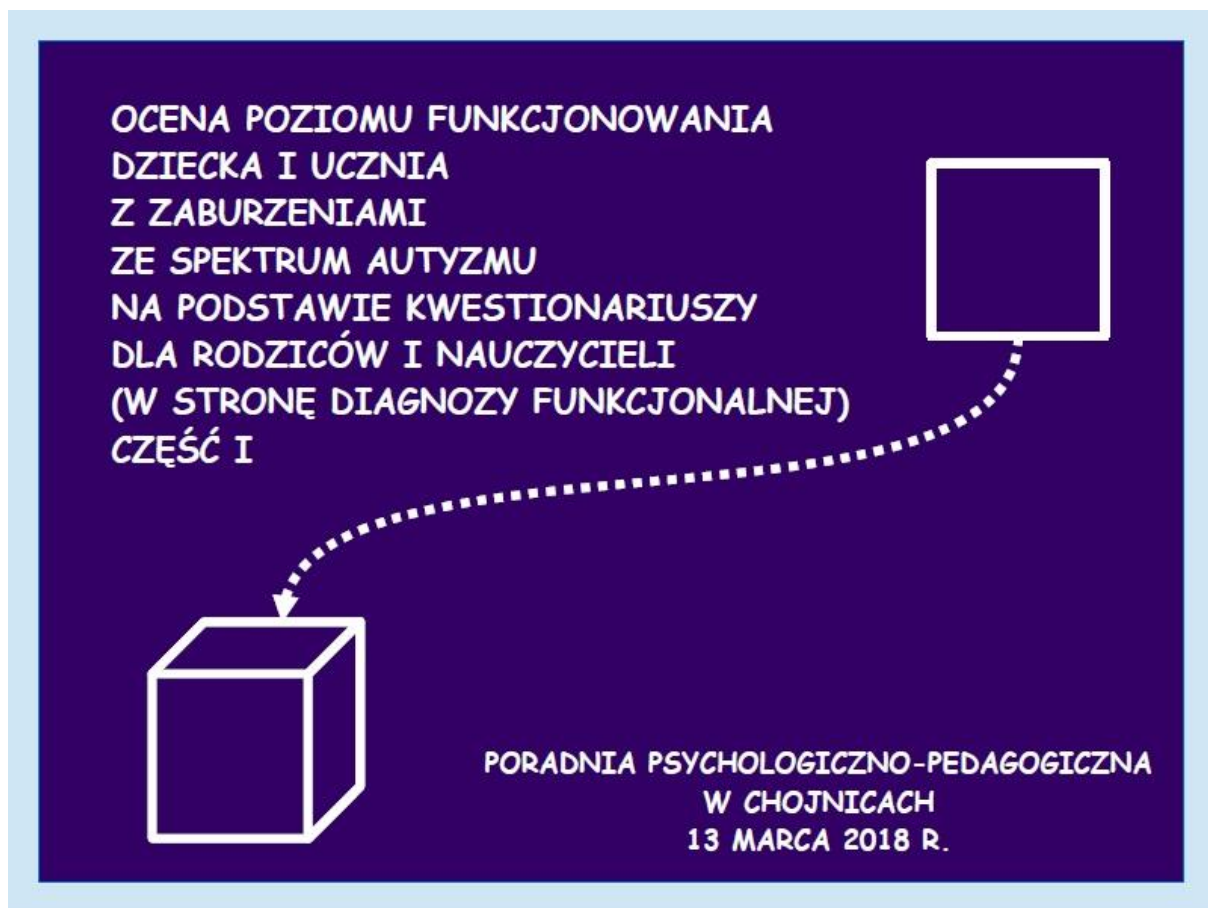 OCENA POZIOMU FUNKCJONOWANIA
DZIECKA I UCZNIA
Z ZABURZENIAMI
ZE SPEKTRUM AUTYZMU
NA PODSTAWIE KWESTIONARIUSZY
DLA RODZICÓW I NAUCZYCIELI
(W STRONĘ DIAGNOZY FUNKCJONALNEJ)
CZĘŚĆ I
PORADNIA PSYCHOLOGICZNO-PEDAGOGICZNA
W CHOJNICACH
13 MARCA 2018 R.